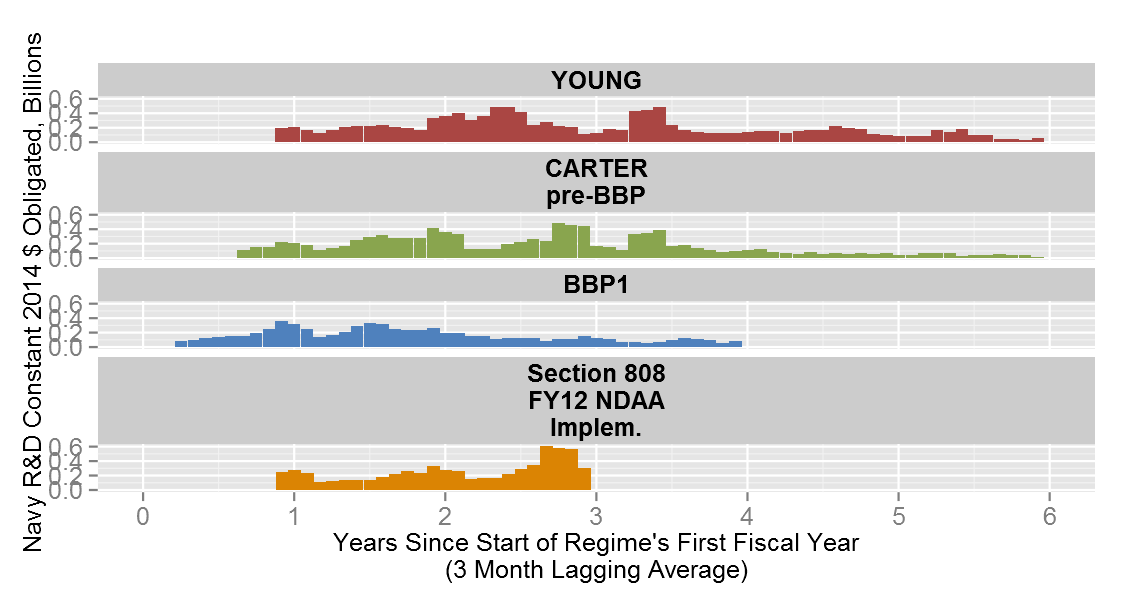 Navy R&D Constant 2014 $ Obligated, Billions
YOUNG
0.6
0.4
0.2
0.0
CARTER
pre-BBP
0.6
0.4
0.2
0.0
BBP1
0.6
0.4
0.2
0.0
Section 808
FY12 NDAA
Implem.
0.6
0.4
0.2
0.0
0 1 2 3 4 5 6
Years Since Start of Regime's First Fiscal Year
(3 Month Lagging Average)